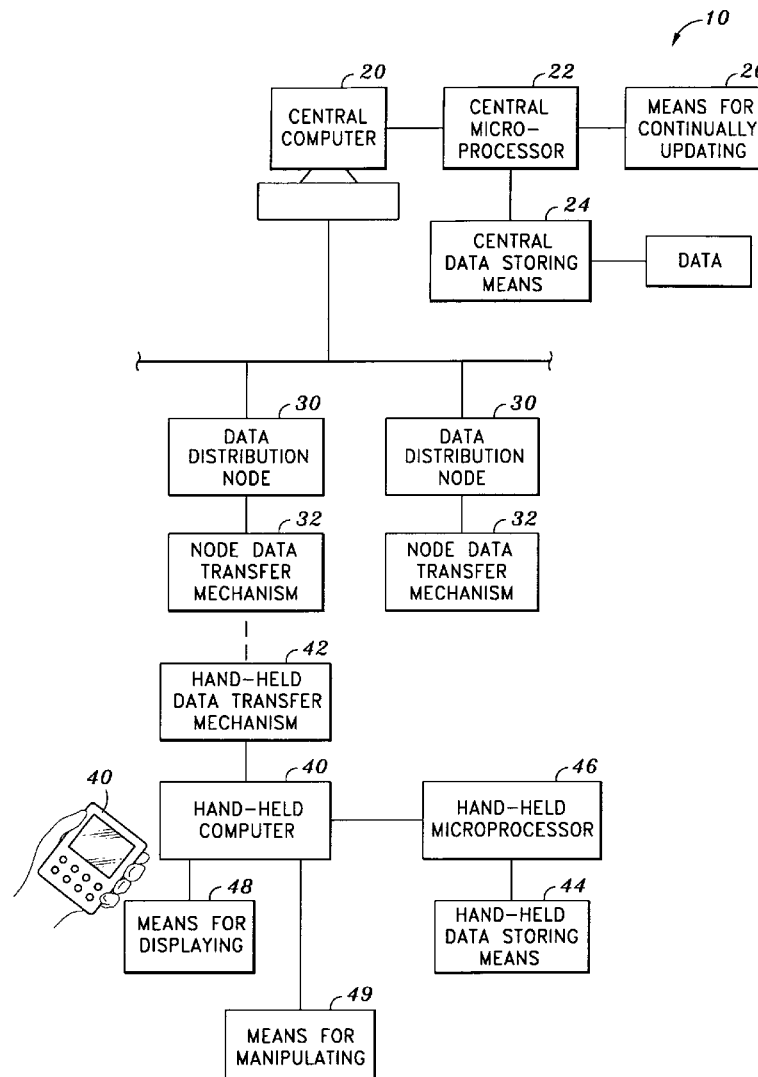 10
20
22
26
CENTRAL
COMPUTER
CENTRAL
MICRO-
PROCESSOR
MEANS FOR
CONTINUALLY
UPDATING
24
CENTRAL
DATA STORING
MEANS
DATA
30
DATA
DISTRIBUTION
NODE
30
DATA
DISTRIBUTION
NODE
32
NODE DATA
TRANSFER
MECHANISM
32
NODE DATA
TRANSFER
MECHANISM
42
HAND-HELD
DATA TRANSFER
MECHANISM
40
40
HAND-HELD
COMPUTER
46
HAND-HELD
MICROPROCESSOR
48
MEANS FOR
DISPLAYING
44
HAND-HELD
DATA STORING
MEANS
49
MEANS FOR
MANIPULATING